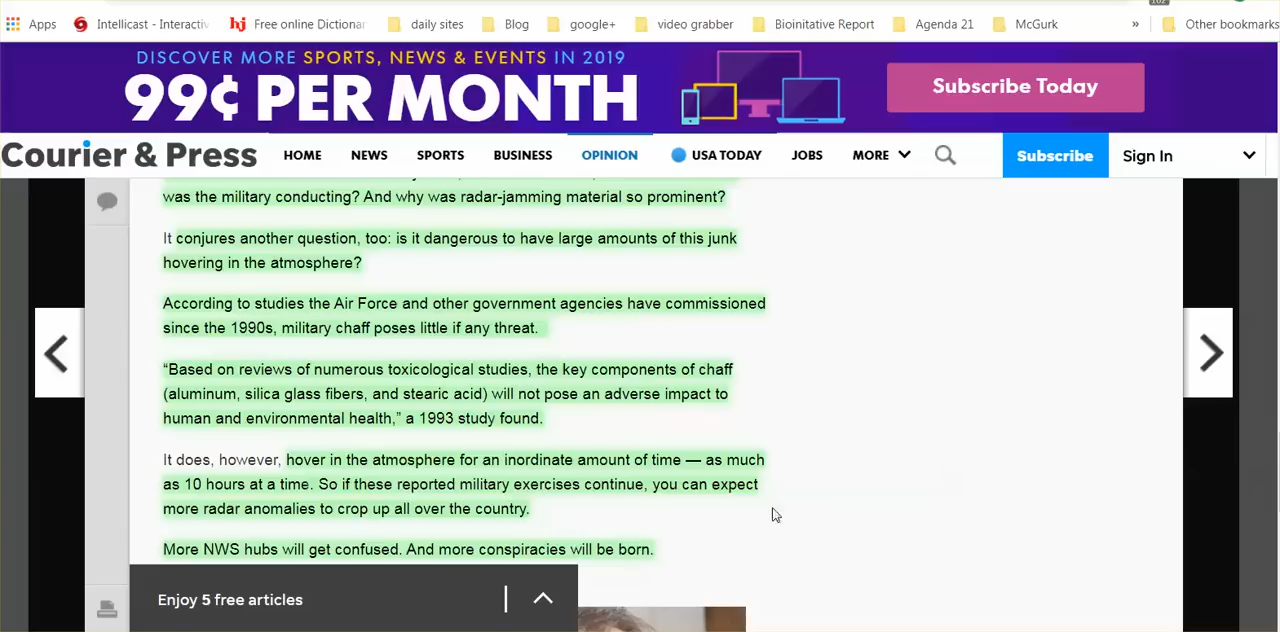 102
Apps Intellicast - Interactiv Free online Dictionar daily sites Blog google+ video grabber Bioinitative Report Agenda 21 McGurk » Other bookmarks
DISCOVER MORE SPORTS, NEWS & EVENTS IN 2019
99¢ PER MONTH
Subscribe Today
Courier & Press HOME NEWS SPORTS BUSINESS OPINION USA TODAY JOBS MORE Subscribe Sign In
was the military conducting? And why was radar-jamming material so prominent?
It conjures another question, too: is it dangerous to have large amounts of this junk
hovering in the atmosphere?
According to studies the Air Force and other government agencies have commissioned
since the 1990s, military chaff poses little if any threat.
“Based on reviews of numerous toxicological studies, the key components of chaff
(aluminum, silica glass fibers, and stearic acid) will not pose an adverse impact to
human and environmental health,” a 1993 study found.
It does, however, hover in the atmosphere for an inordinate amount of time — as much
as 10 hours at a time. So if these reported military exercises continue, you can expect
more radar anomalies to crop up all over the country.
More NWS hubs will get confused. And more conspiracies will be born.
Enjoy 5 free articles